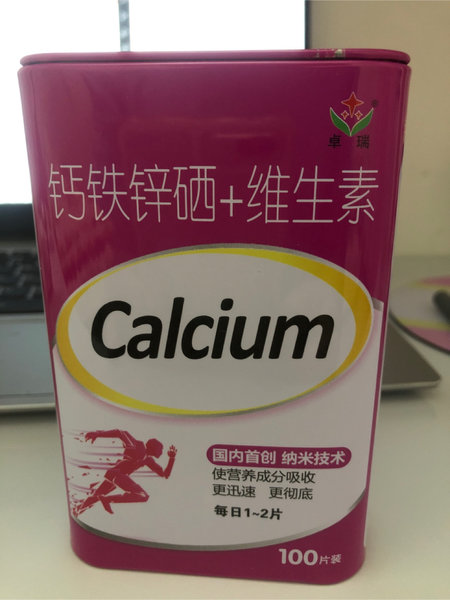 ®
卓瑞
钙铁锌硒+维生素
Calcium
国内首创 纳米技术
使营养成分吸收
更迅速 更彻底
每日1~2片
100片装